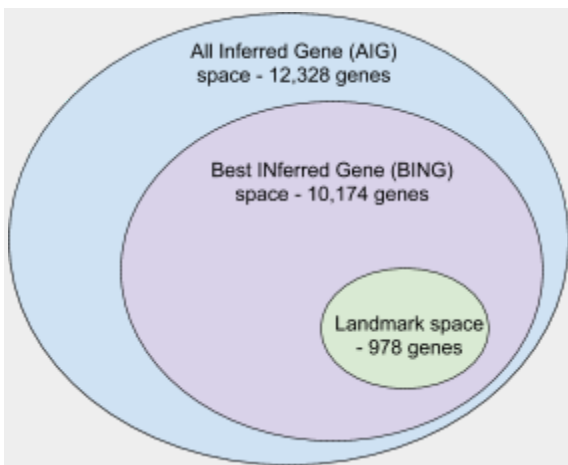 All Inferred Gene (AIG)
space - 12,328 genes
Best INferred Gene (BING)
space - 10,174 genes
Landmark space
- 978 genes